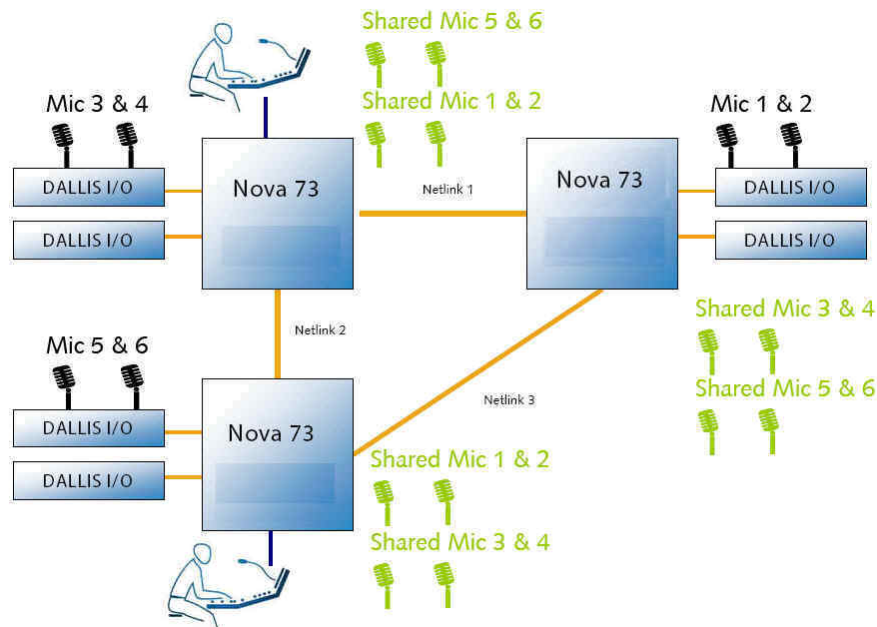 Shared Mic 5 & 6
Mic 3 & 4
Shared Mic 1 & 2
Mic 1 & 2
DALLIS I/O
Nova 73
Netlink 1
Nova 73
DALLIS I/O
DALLIS I/O
DALLIS I/O
Netlink 2
Shared Mic 3 & 4
Mic 5 & 6
Shared Mic 5 & 6
Netlink 3
DALLIS I/O
Nova 73
DALLIS I/O
Shared Mic 1 & 2
Shared Mic 3 & 4